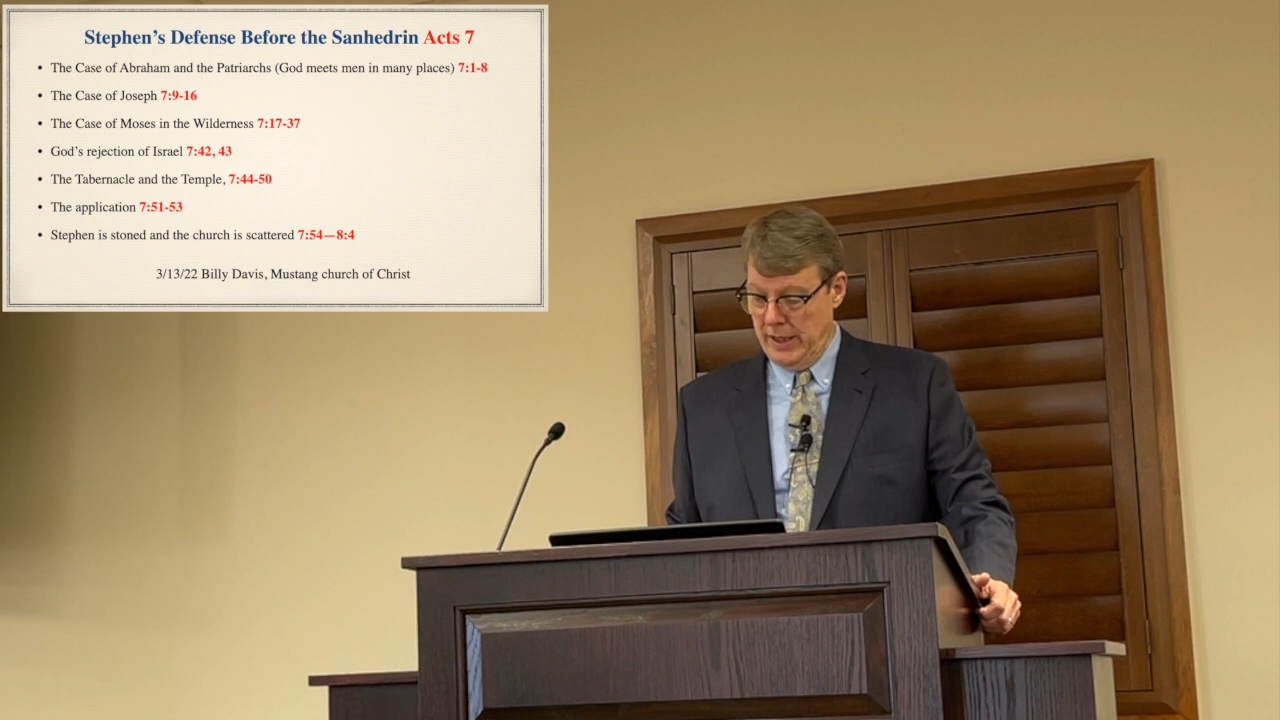 Stephen's Defense Before the Sanhedrin Acts 7
• The Case of Abraham and the Patriarchs (God meets men in many places) 7:1-8
• The Case of Joseph 7:9-16
• The Case of Moses in the Wilderness 7:17-37
• God's rejection of Israel 7:42, 43
• The Tabernacle and the Temple, 7:44-50
• The application 7:51-53
• Stephen is stoned and the church is scattered 7:54—8:4
3/13/22 Billy Davis, Mustang church of Christ